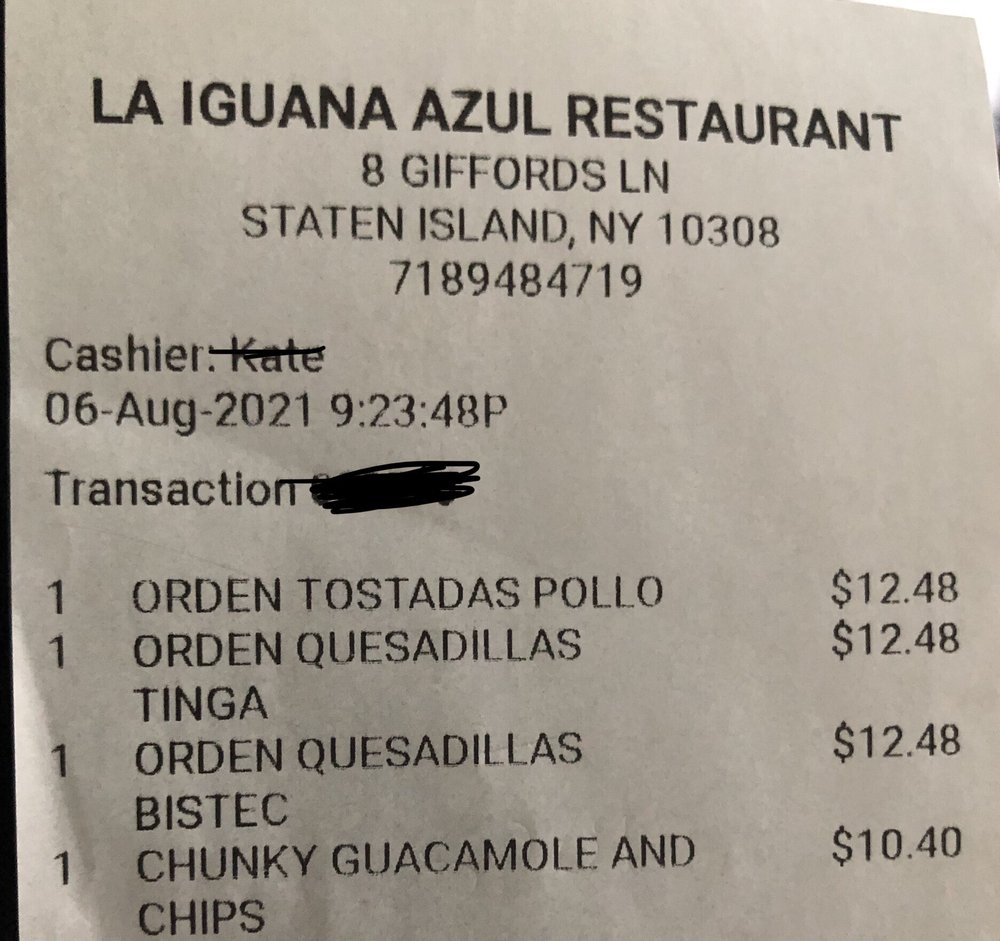 LA IGUANA AZUL RESTAURANT
8 GIFFORDS LN
STATEN ISLAND, NY 10308
7189484719
Cashier: Kate
06-Aug-2021 9:23:48P
Transaction
1 ORDEN TOSTADAS POLLO $12.48
1 ORDEN QUESADILLAS $12.48
TINGA
1 ORDEN QUESADILLAS $12.48
BISTEC
1 CHUNKY GUACAMOLE AND $10.40
CHIPS